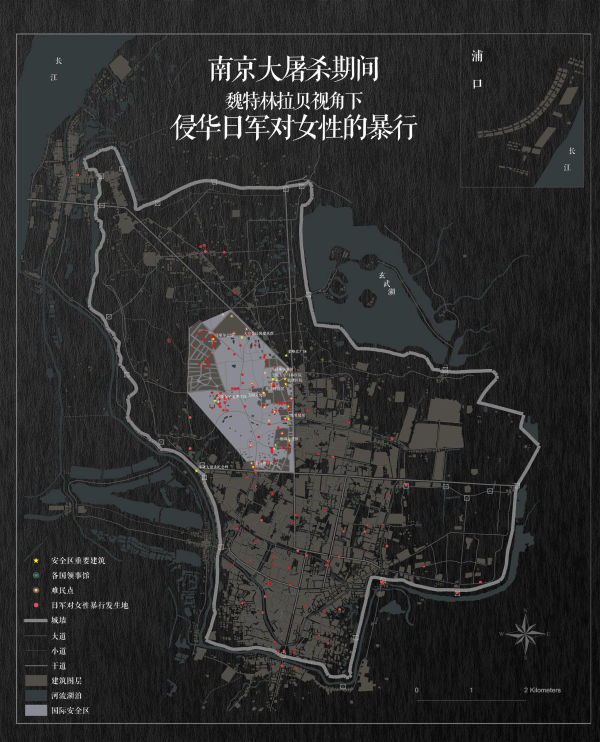 长
江
南京大屠杀期间
魏特林拉贝视角下
侵华日军对女性的暴行
浦
口
长
江
玄
武
湖
安全区重要建筑
各国领事馆
难民点
日军对女性暴行发生地
城墙
大道
小道
干道
建筑图层
河流湖泊
国际安全区
N
W
E
S
0 1 2 Kilometers